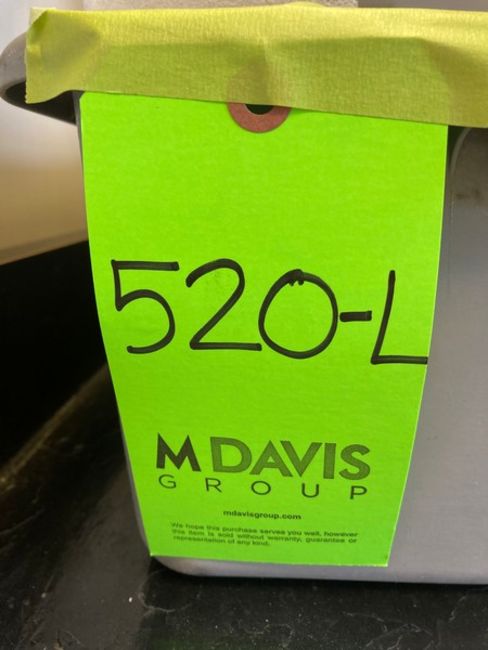 520-L
M DAVIS
GROUP
mdavisgroup.com
We hope this purchase serves you well, however
this item is sold without warranty, guarantee or
representation of any kind.